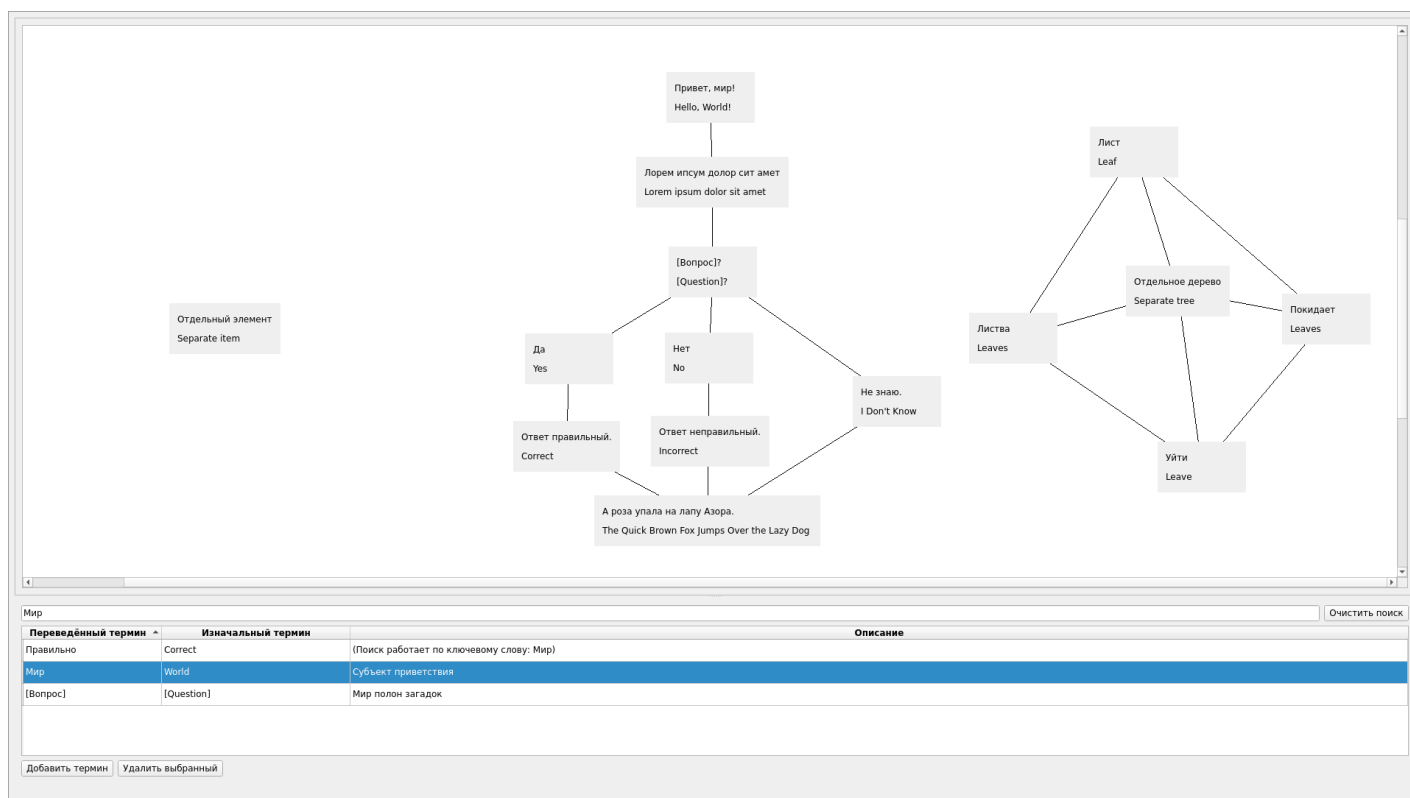 Привет, мир!
Hello, World!
Лорем ипсум долор сит амет
Lorem ipsum dolor sit amet
[Вопрос]?
[Question]?
Да
Yes
Нет
No
Не знаю.
I Don't Know
Ответ правильный.
Correct
Ответ неправильный.
Incorrect
А роза упала на лапу Азора.
The Quick Brown Fox Jumps Over the Lazy Dog
Отдельный элемент
Separate item
Лист
Leaf
Отдельное дерево
Separate tree
Листва
Leaves
Покидает
Leaves
Уйти
Leave
Мир
Очистить поиск
Переведённый термин Изначальный термин Описание
Правильно Correct (Поиск работает по ключевому слову: Мир)
Мир World Субъект приветствия
[Вопрос] [Question] Мир полон загадок
Добавить термин Удалить выбранный